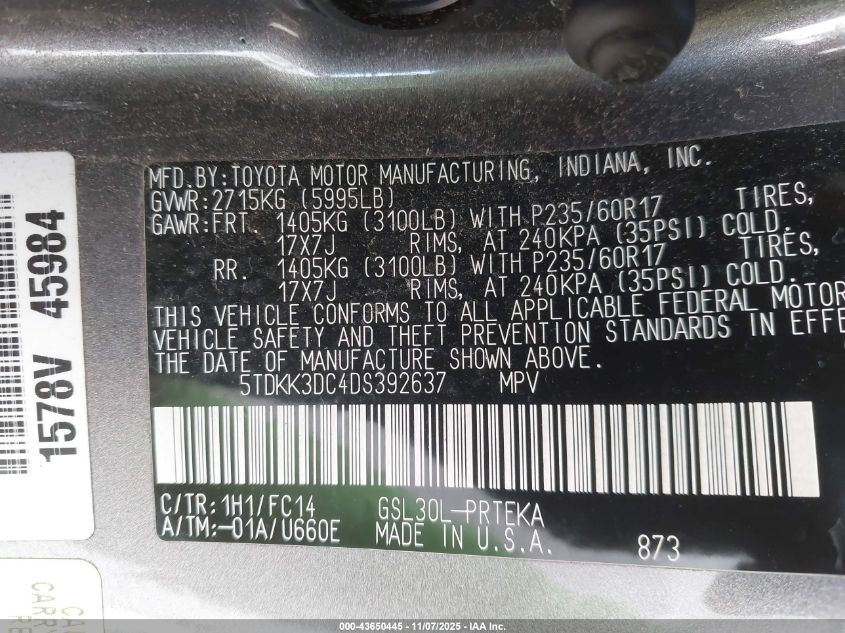 MFD.BY:TOYOTA MOTOR MANUFACTURING, INDIANA, INC.
GVWR:2715KG (5995LB)
GAWR:FRT. 1405KG (3100LB) WITH P235/60R17 TIRES,
17X7J RIMS, AT 240KPA (35PSI) COLD.
RR. 1405KG (3100LB) WITH P235/60R17 TIRES,
17X7J RIMS, AT 240KPA (35PSI) COLD.
THIS VEHICLE CONFORMS TO ALL APPLICABLE FEDERAL MOTOR
VEHICLE SAFETY AND THEFT PREVENTION STANDARDS IN EFFE
THE DATE OF MANUFACTURE SHOWN ABOVE.
5TDKK3DC4DS392637 MPV
C/TR:1H1/FC14 GSL30L-PRTEKA
A/TM:-01A/U660E MADE IN U.S.A.
873
1578V 45984
CA
CARRY
RE
000-43650445 - 11/07/2025 - IAA Inc.